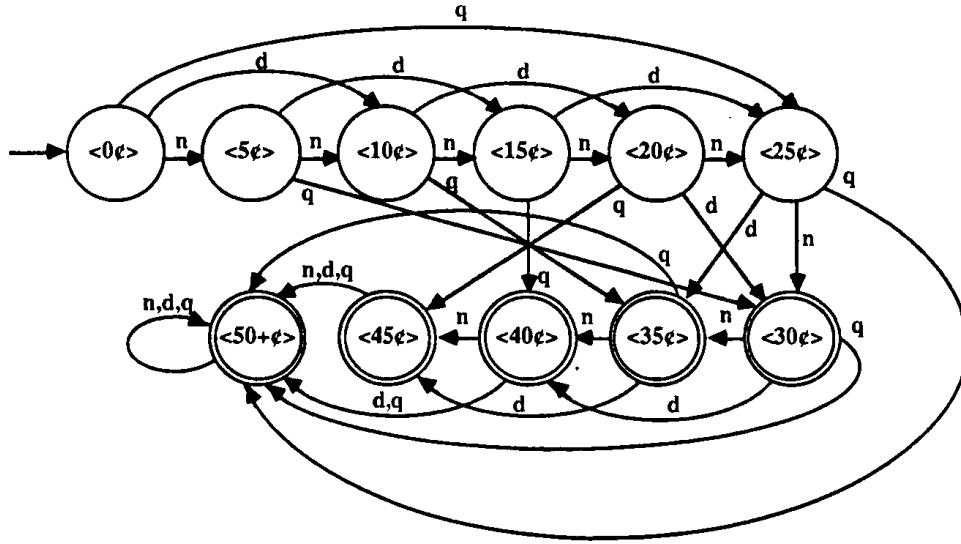 q
d d d d
<0¢> n <5¢> n <10¢> n <15¢> n <20¢> n <25¢>
q q q d d n q
n,d,q n,d,q q q
<50+¢> <45¢> n <40¢> n <35¢> n <30¢> q
d,q d d